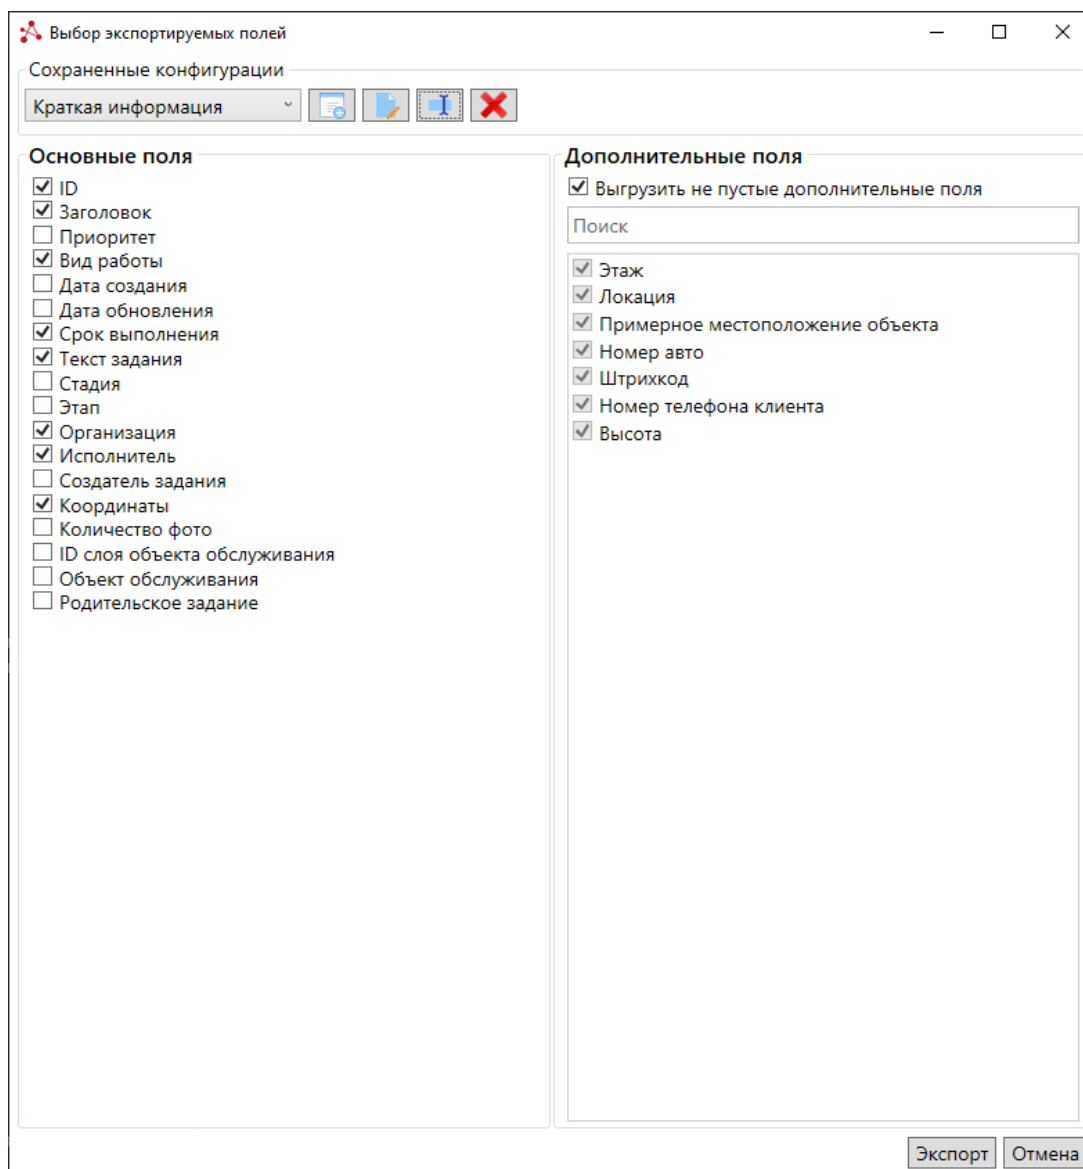 Выбор экспортируемых полей
Сохраненные конфигурации
Краткая информация
Основные поля
ID
Заголовок
Приоритет
Вид работы
Дата создания
Дата обновления
Срок выполнения
Текст задания
Стадия
Этап
Организация
Исполнитель
Создатель задания
Координаты
Количество фото
ID слоя объекта обслуживания
Объект обслуживания
Родительское задание
Дополнительные поля
Выгрузить не пустые дополнительные поля
Поиск
Этаж
Локация
Примерное местоположение объекта
Номер авто
Штрихкод
Номер телефона клиента
Высота
Экспорт
Отмена